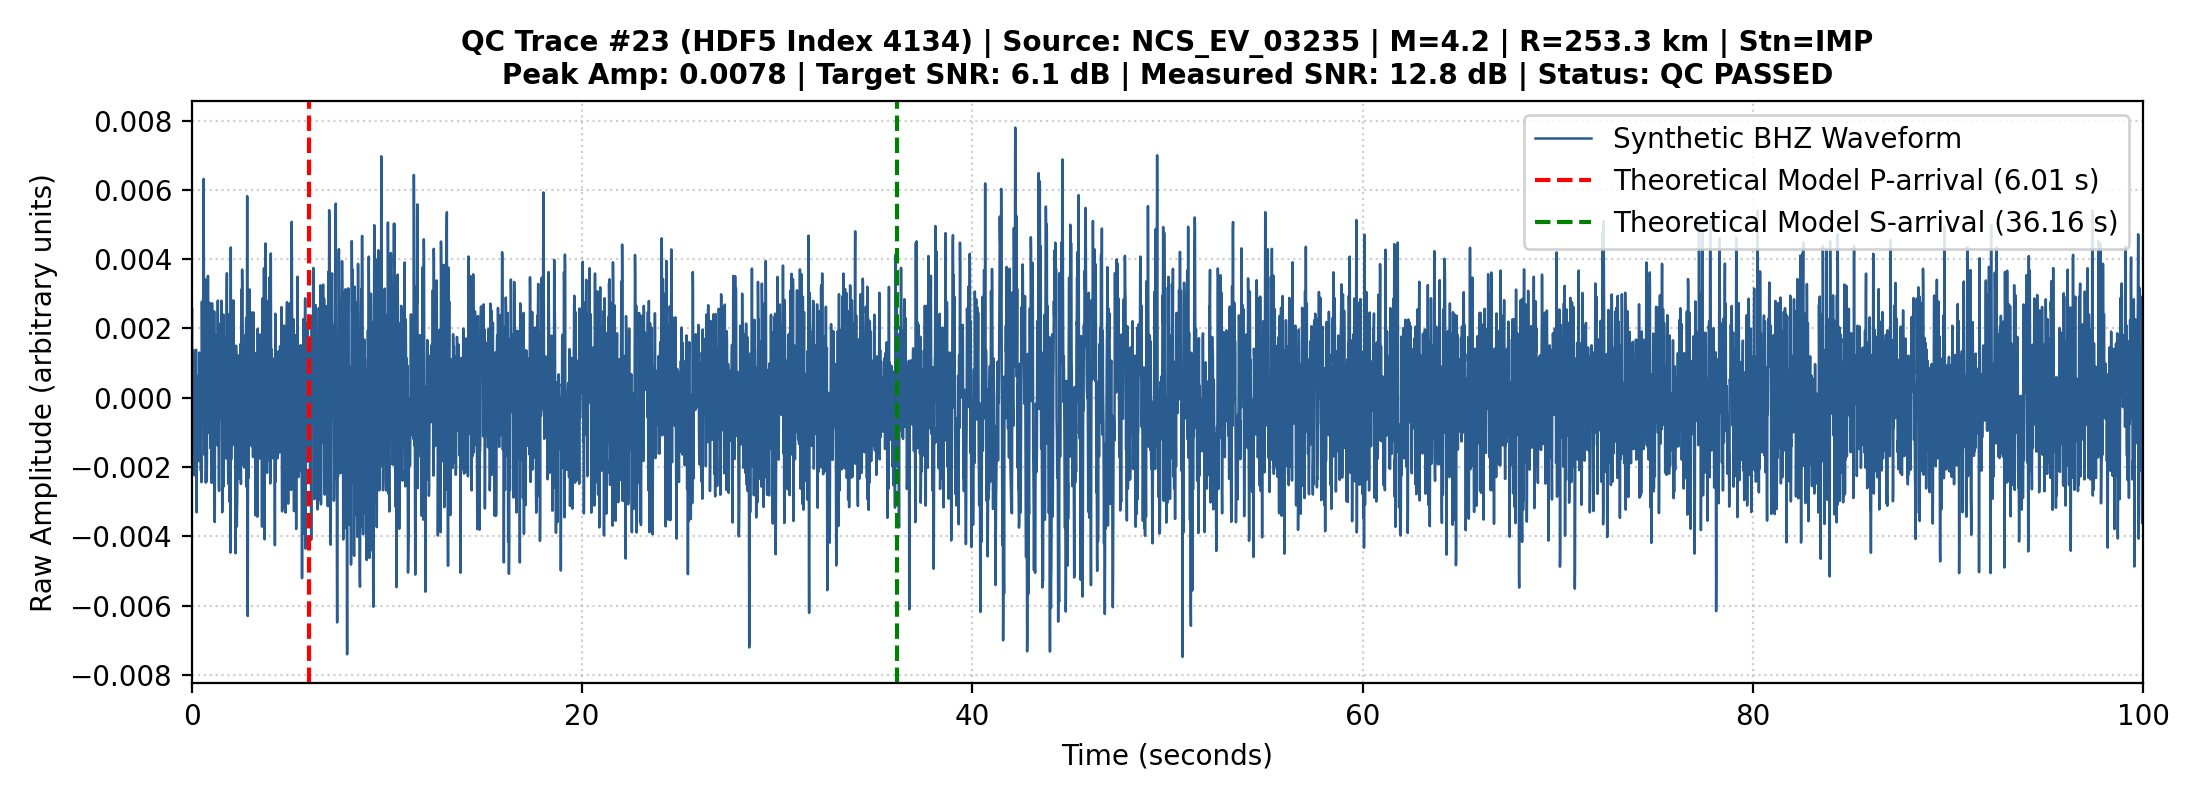 QC Trace #23 (HDF5 Index 4134) | Source: NCS_EV_03235 | M=4.2 | R=253.3 km | Stn=IMP
Peak Amp: 0.0078 | Target SNR: 6.1 dB | Measured SNR: 12.8 dB | Status: QC PASSED
Raw Amplitude (arbitrary units)
0.008
0.006
0.004
0.002
0.000
−0.002
−0.004
−0.006
−0.008
Synthetic BHZ Waveform
Theoretical Model P-arrival (6.01 s)
Theoretical Model S-arrival (36.16 s)
0 20 40 60 80 100
Time (seconds)